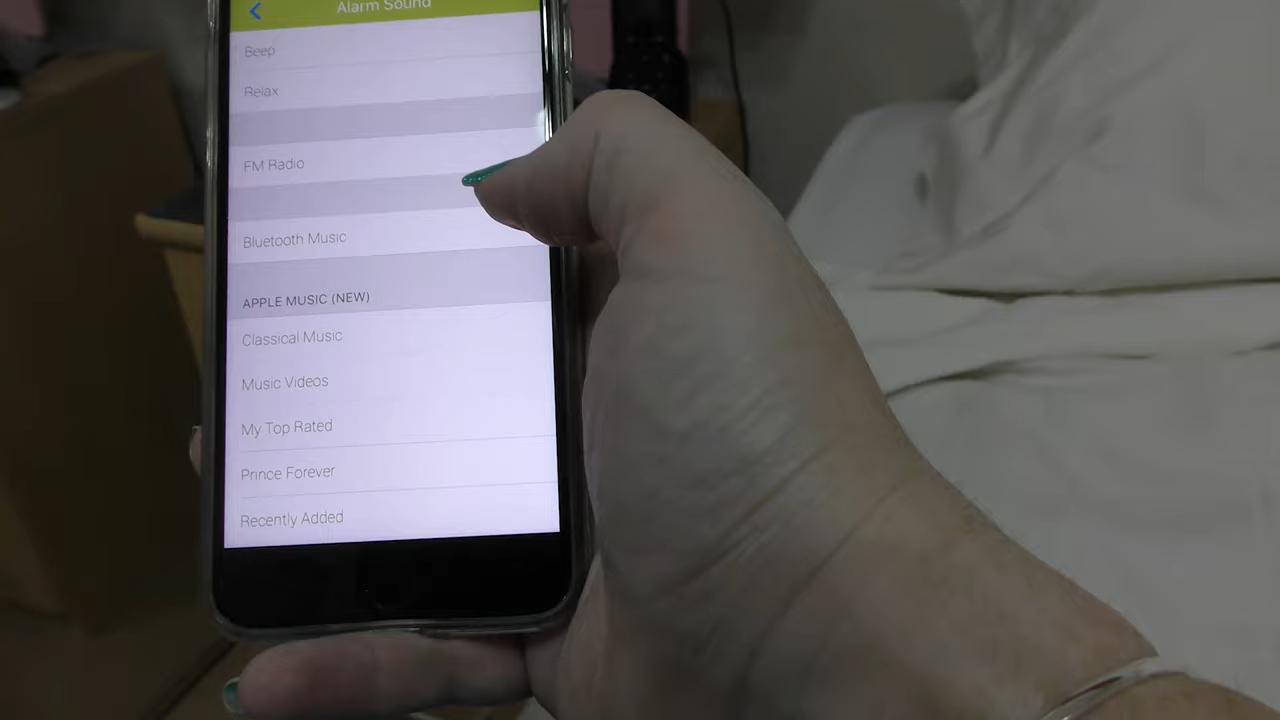 Alarm Sound
Beep
Relax
FM Radio
Bluetooth Music
APPLE MUSIC (NEW)
Classical Music
Music Videos
My Top Rated
Prince Forever
Recently Added